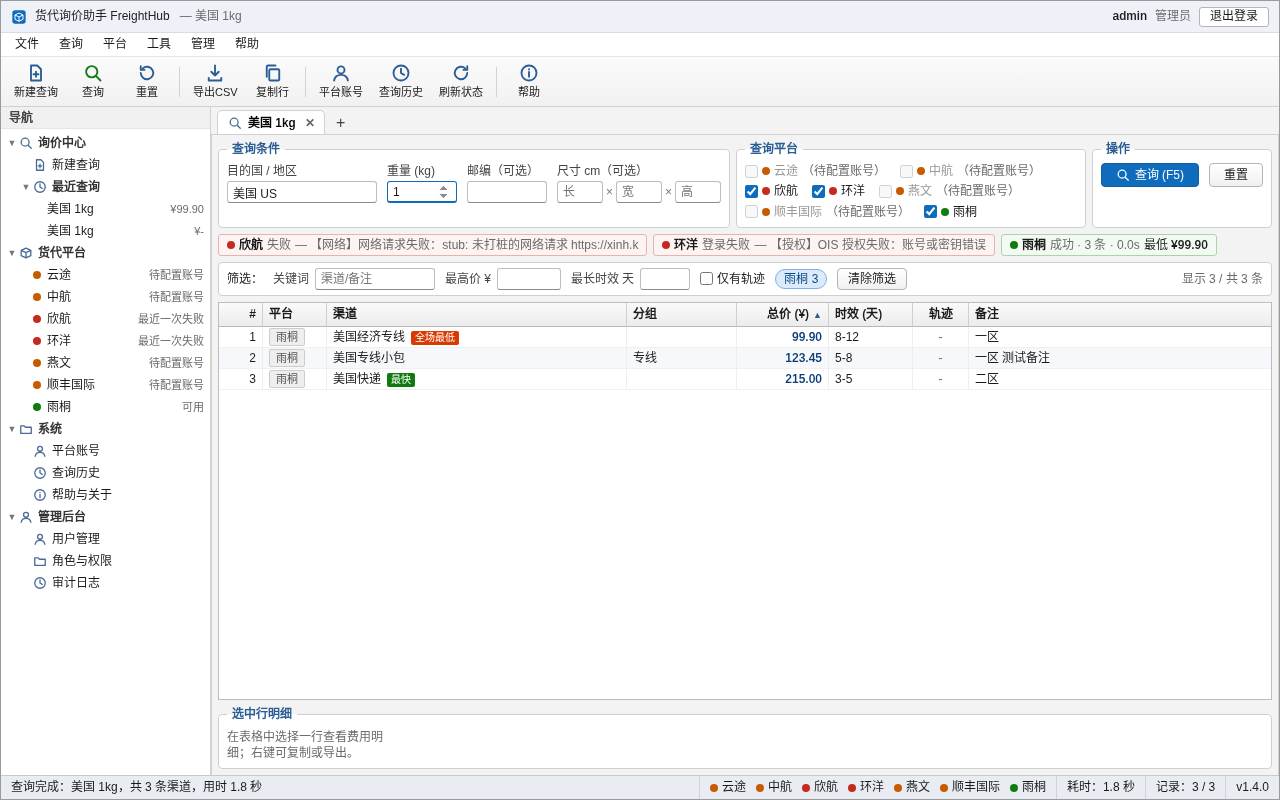 货代询价助手 FreightHub — 美国 1kg admin 管理员 退出登录
文件 查询 平台 工具 管理 帮助
新建查询 查询 重置 导出CSV 复制行 平台账号 查询历史 刷新状态 帮助
导航
询价中心
新建查询
最近查询
美国 1kg ¥99.90
美国 1kg ¥-
货代平台
云途 待配置账号
中航 待配置账号
欣航 最近一次失败
环洋 最近一次失败
燕文 待配置账号
顺丰国际 待配置账号
雨桐 可用
系统
平台账号
查询历史
帮助与关于
管理后台
用户管理
角色与权限
审计日志
美国 1kg ✕ +
查询条件
目的国 / 地区 重量 (kg) 邮编（可选） 尺寸 cm（可选）
美国 US 1 长 × 宽 × 高
查询平台
云途 （待配置账号） 中航 （待配置账号）
欣航 环洋 燕文 （待配置账号）
顺丰国际 （待配置账号） 雨桐
操作
查询 (F5) 重置
欣航 失败 — 【网络】网络请求失败：stub: 未打桩的网络请求 https://xinh.k
环洋 登录失败 — 【授权】OIS 授权失败：账号或密钥错误
雨桐 成功 · 3 条 · 0.0s 最低 ¥99.90
筛选： 关键词 渠道/备注 最高价 ¥ 最长时效 天 仅有轨迹 雨桐 3 清除筛选 显示 3 / 共 3 条
# 平台 渠道 分组 总价 (¥) ▲ 时效 (天) 轨迹 备注
1 雨桐 美国经济专线 全场最低 99.90 8-12 - 一区
2 雨桐 美国专线小包 专线 123.45 5-8 - 一区 测试备注
3 雨桐 美国快递 最快 215.00 3-5 - 二区
选中行明细
在表格中选择一行查看费用明
细；右键可复制或导出。
查询完成：美国 1kg，共 3 条渠道，用时 1.8 秒 云途 中航 欣航 环洋 燕文 顺丰国际 雨桐 耗时：1.8 秒 记录：3 / 3 v1.4.0